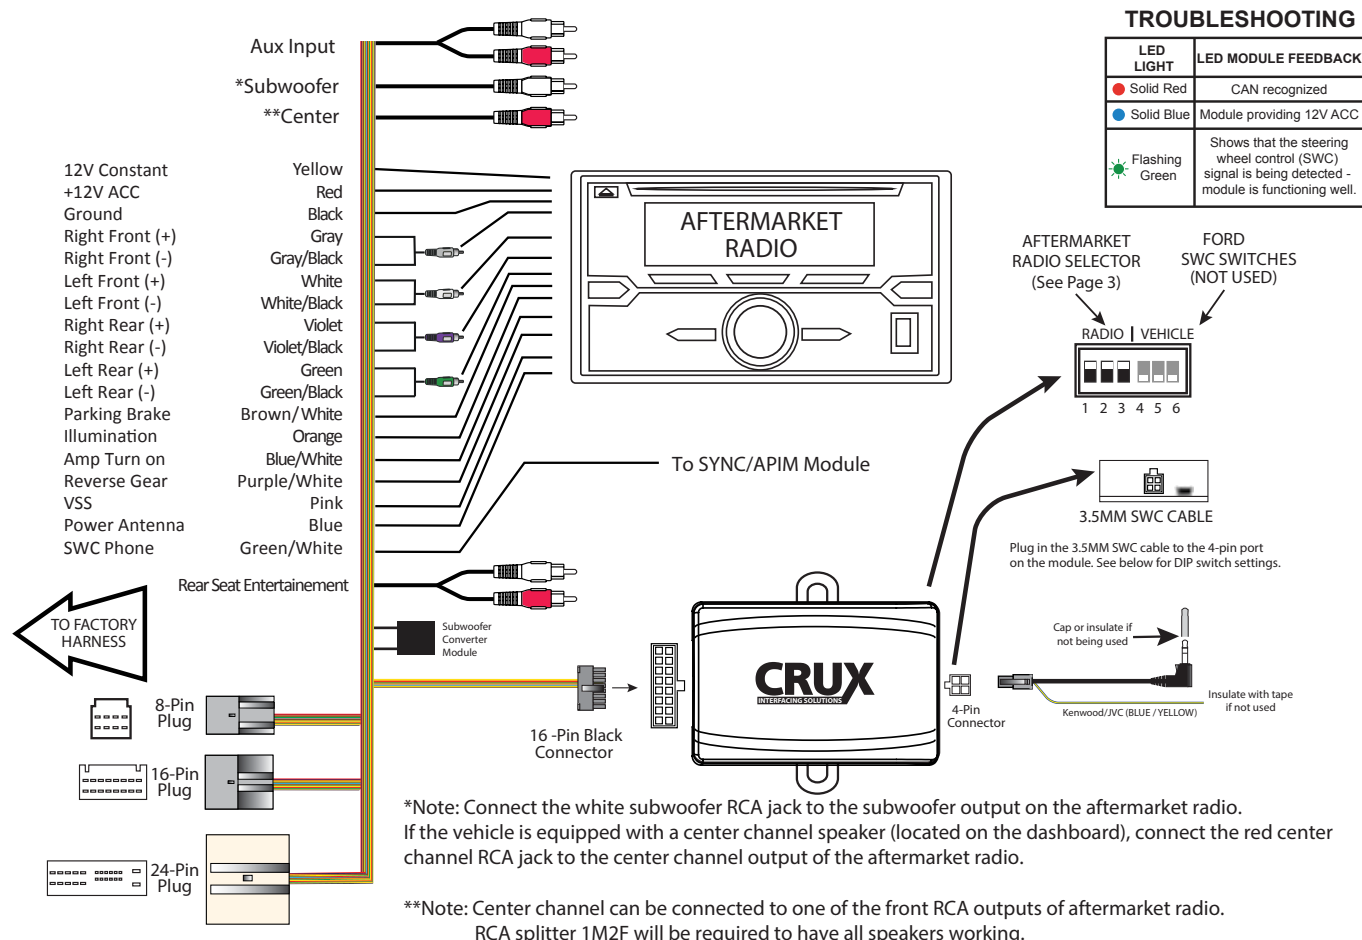 TROUBLESHOOTING
LED LIGHT
LED MODULE FEEDBACK
Solid Red
CAN recognized
Solid Blue
Module providing 12V ACC
Flashing Green
Shows that the steering
wheel control (SWC)
signal is being detected -
module is functioning well.
Aux Input
*Subwoofer
**Center
12V Constant Yellow
+12V ACC Red
Ground Black
Right Front (+) Gray
Right Front (-) Gray/Black
Left Front (+) White
Left Front (-) White/Black
Right Rear (+) Violet
Right Rear (-) Violet/Black
Left Rear (+) Green
Left Rear (-) Green/Black
Parking Brake Brown/White
Illumination Orange
Amp Turn on Blue/White
Reverse Gear Purple/White
VSS Pink
Power Antenna Blue
SWC Phone Green/White
Rear Seat Entertainement
AFTERMARKET
RADIO
To SYNC/APIM Module
AFTERMARKET
RADIO SELECTOR
(See Page 3)
FORD
SWC SWITCHES
(NOT USED)
RADIO | VEHICLE
1 2 3 4 5 6
3.5MM SWC CABLE
Plug in the 3.5MM SWC cable to the 4-pin port
on the module. See below for DIP switch settings.
TO FACTORY
HARNESS
Subwoofer
Converter
Module
8-Pin
Plug
16-Pin
Plug
24-Pin
Plug
16 -Pin Black
Connector
CRUX
INTERFACING SOLUTIONS
4-Pin
Connector
Cap or insulate if
not being used
Kenwood/JVC (BLUE / YELLOW)
Insulate with tape
if not used
*Note: Connect the white subwoofer RCA jack to the subwoofer output on the aftermarket radio.
If the vehicle is equipped with a center channel speaker (located on the dashboard), connect the red center
channel RCA jack to the center channel output of the aftermarket radio.
**Note: Center channel can be connected to one of the front RCA outputs of aftermarket radio.
RCA splitter 1M2F will be required to have all speakers working.